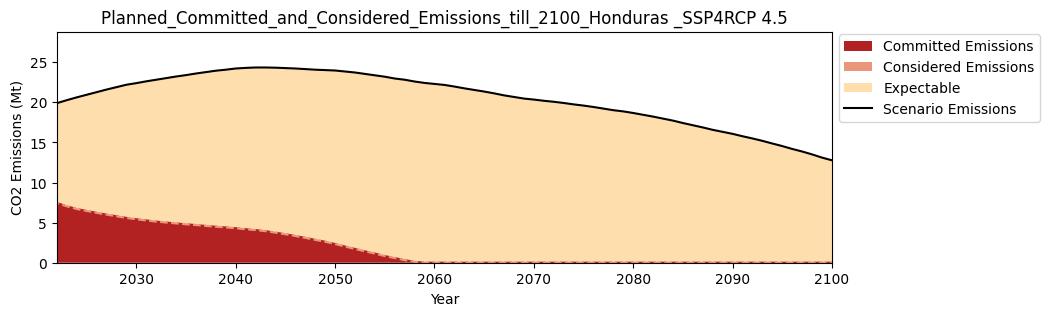 Planned_Committed_and_Considered_Emissions_till_2100_Honduras _SSP4RCP 4.5
CO2 Emissions (Mt)
25
20
15
10
5
0
2030 2040 2050 2060 2070 2080 2090 2100
Year
Committed Emissions
Considered Emissions
Expectable
Scenario Emissions